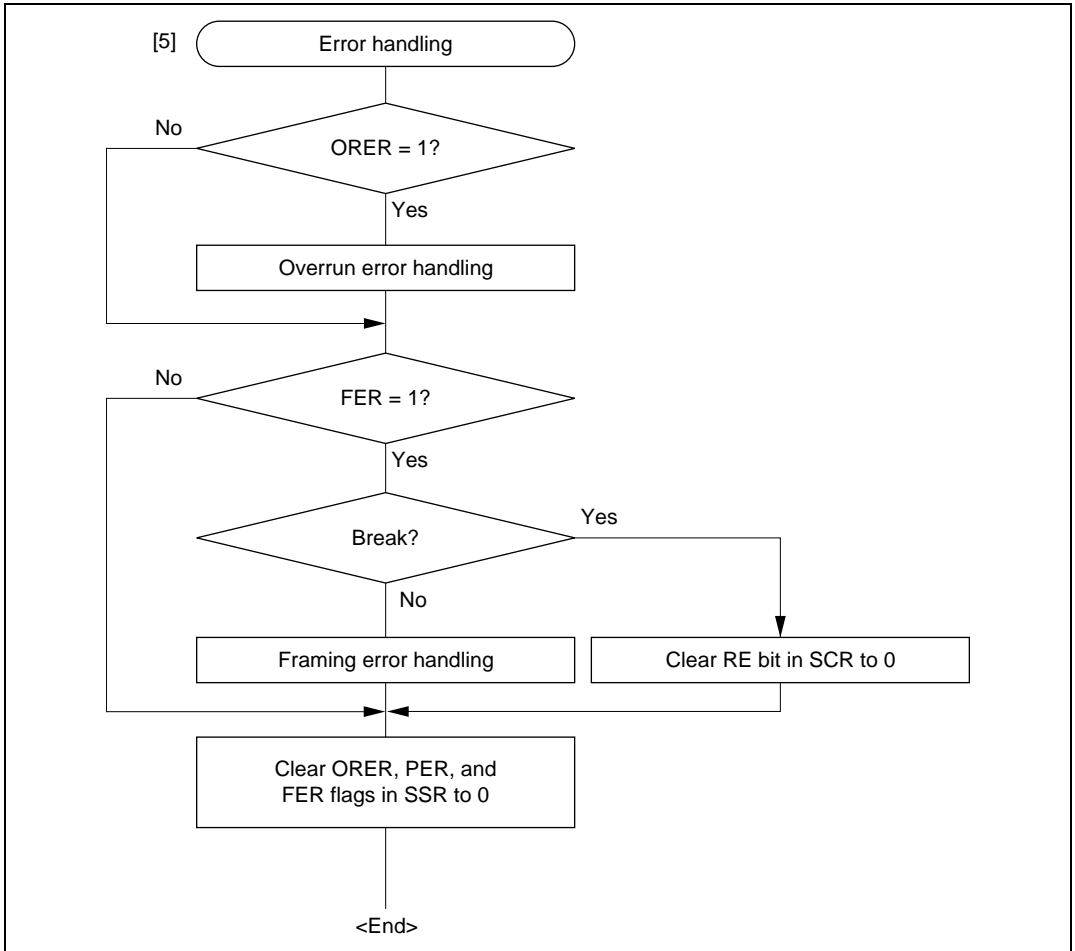 [5]
Error handling
No
ORER = 1?
Yes
Overrun error handling
No
FER = 1?
Yes
Yes
Break?
No
Framing error handling
Clear RE bit in SCR to 0
Clear ORER, PER, and
FER flags in SSR to 0
<End>